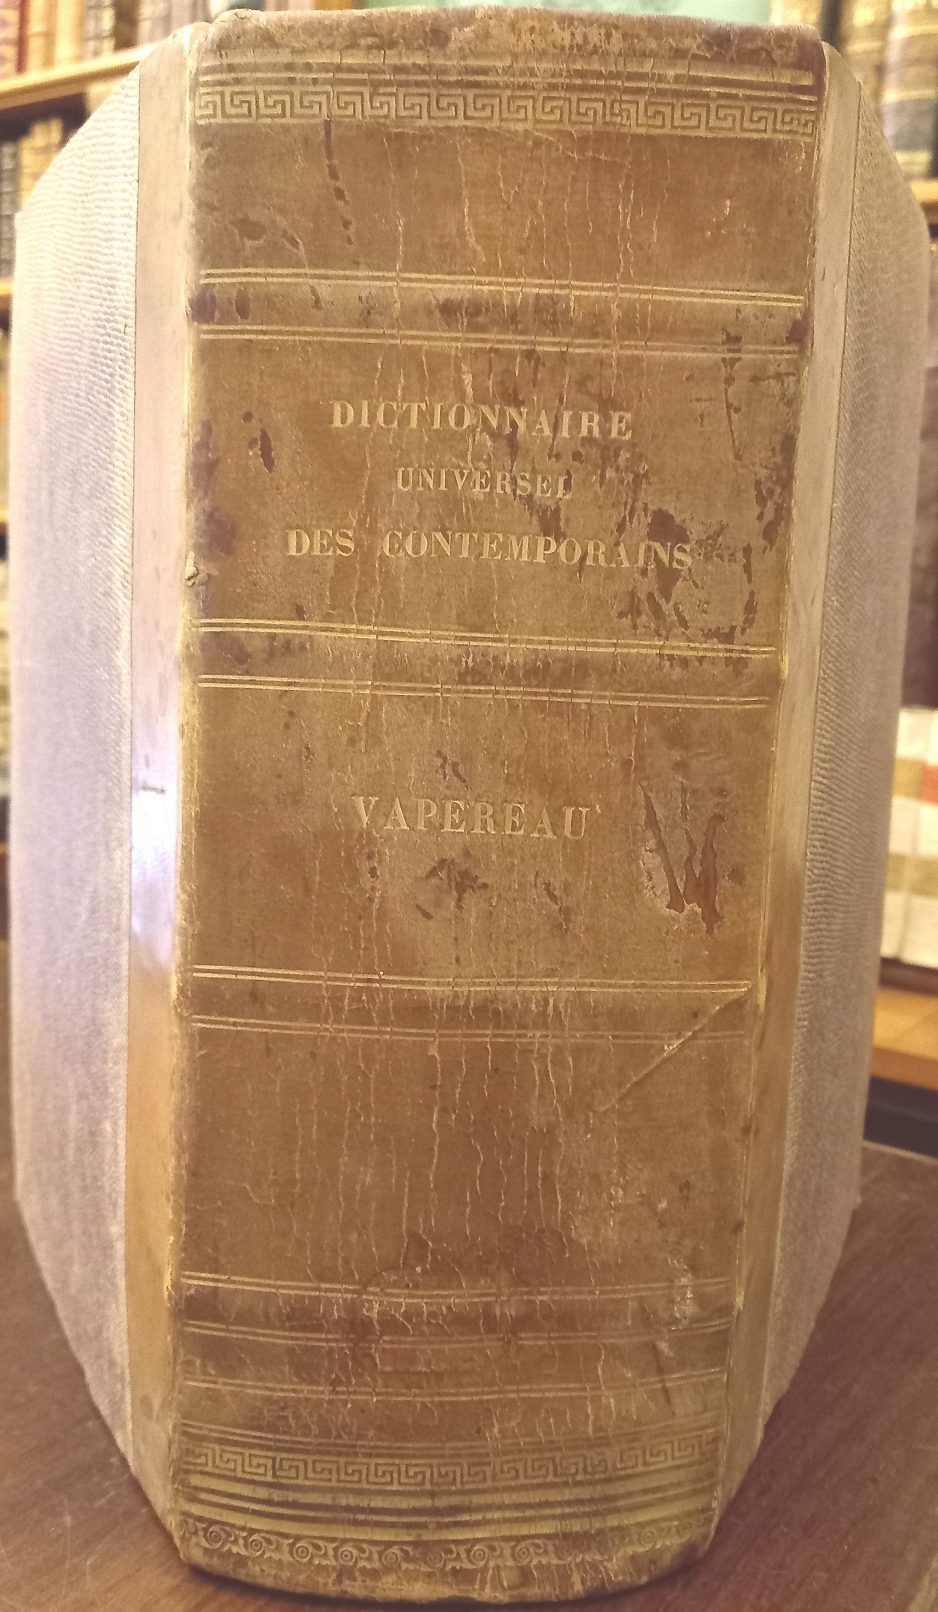 DICTIONNAIRE
UNIVERSEL
DES CONTEMPORAINS
VAPEREAU